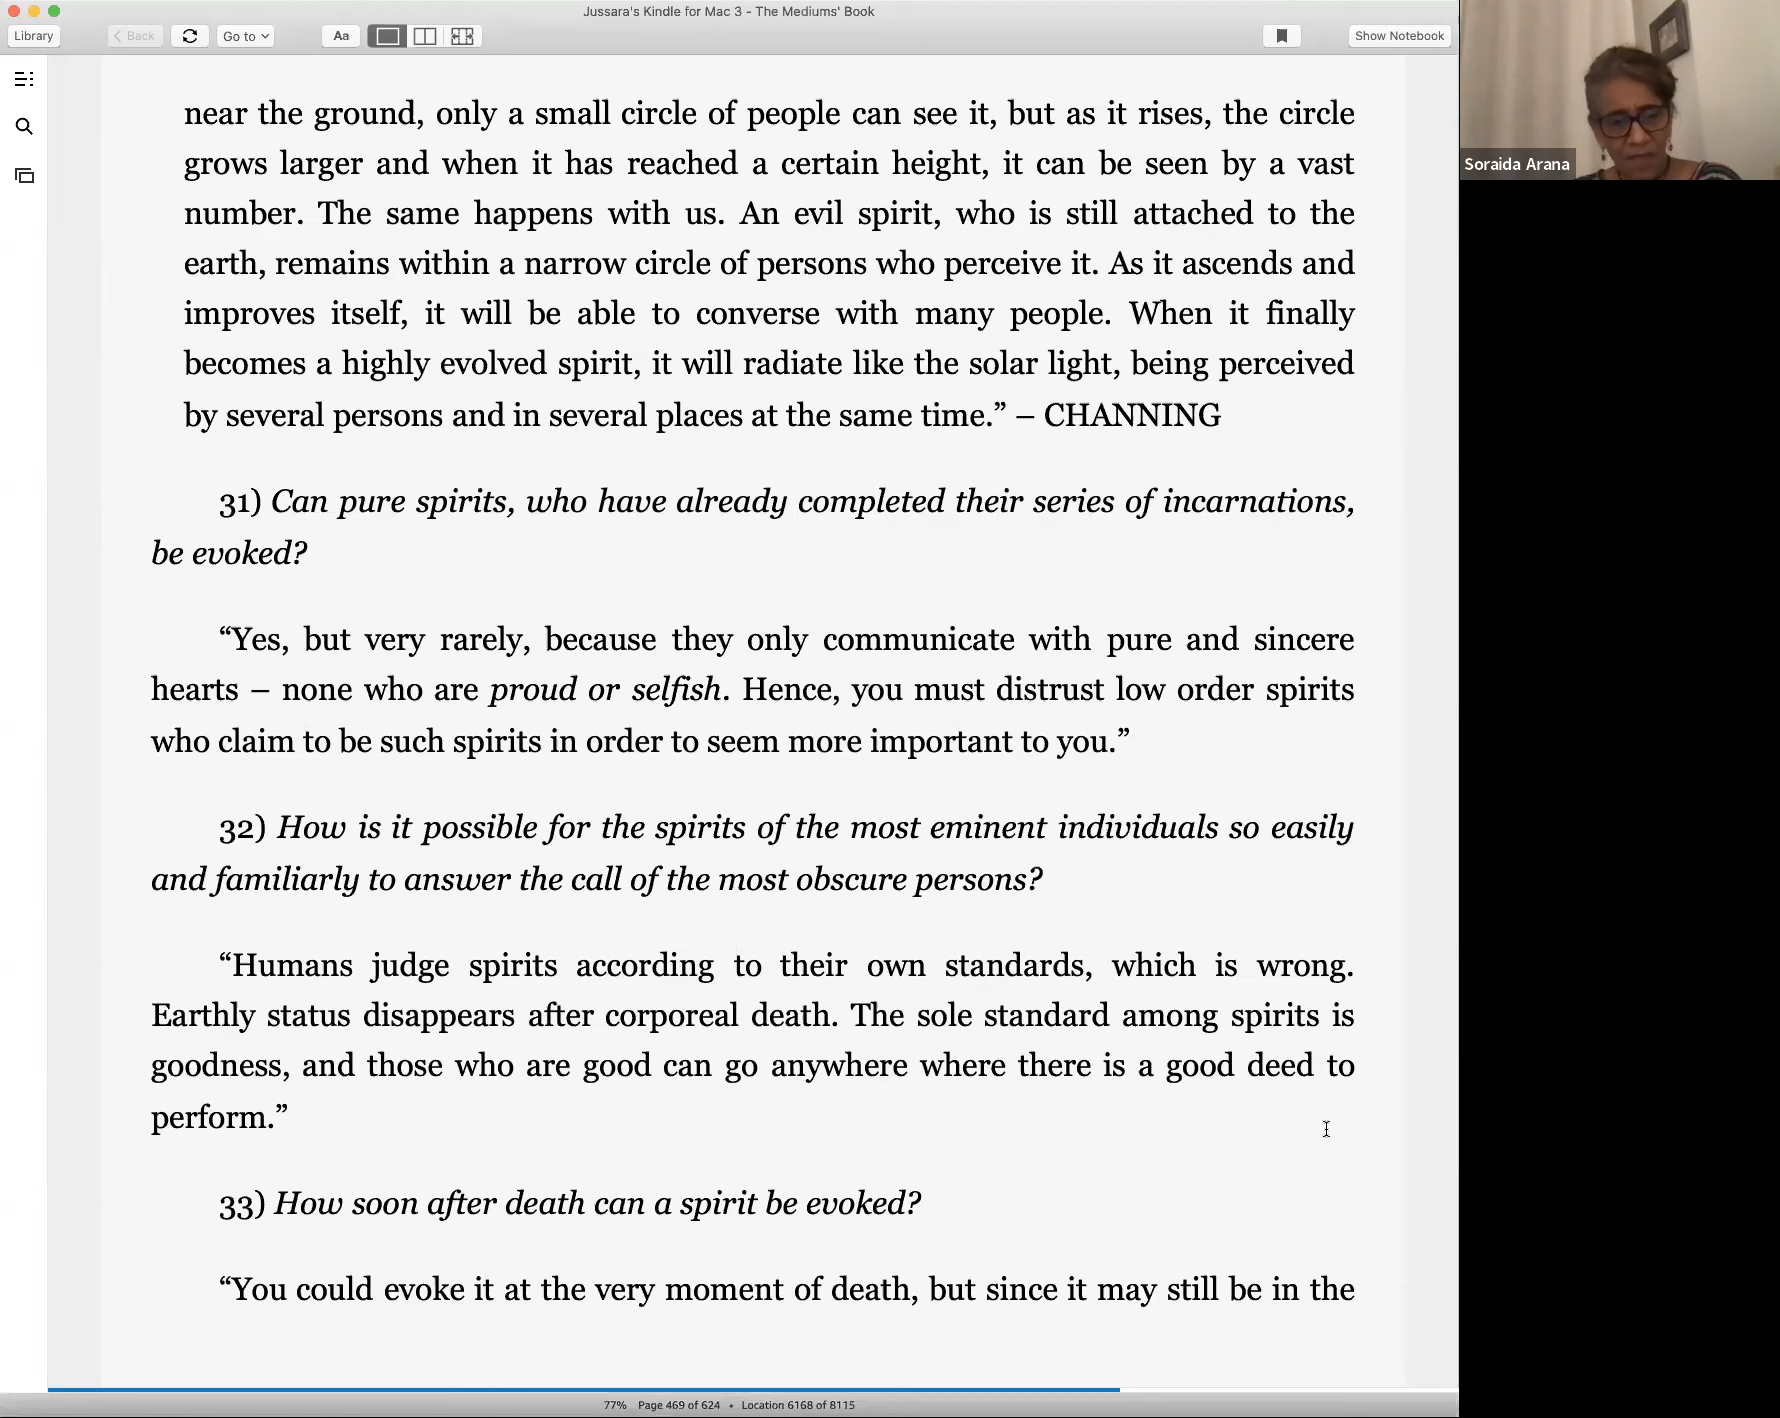 Jussara's Kindle for Mac 3 - The Mediums' Book
Library
Back
Go to
Aa
Show Notebook
near the ground, only a small circle of people can see it, but as it rises, the circle
grows larger and when it has reached a certain height, it can be seen by a vast
number. The same happens with us. An evil spirit, who is still attached to the
earth, remains within a narrow circle of persons who perceive it. As it ascends and
improves itself, it will be able to converse with many people. When it finally
becomes a highly evolved spirit, it will radiate like the solar light, being perceived
by several persons and in several places at the same time.” – CHANNING
31) Can pure spirits, who have already completed their series of incarnations,
be evoked?
“Yes, but very rarely, because they only communicate with pure and sincere
hearts – none who are proud or selfish. Hence, you must distrust low order spirits
who claim to be such spirits in order to seem more important to you.”
32) How is it possible for the spirits of the most eminent individuals so easily
and familiarly to answer the call of the most obscure persons?
“Humans judge spirits according to their own standards, which is wrong.
Earthly status disappears after corporeal death. The sole standard among spirits is
goodness, and those who are good can go anywhere where there is a good deed to
perform.”
33) How soon after death can a spirit be evoked?
“You could evoke it at the very moment of death, but since it may still be in the
77% Page 469 of 624 • Location 6168 of 8115
Soraida Arana